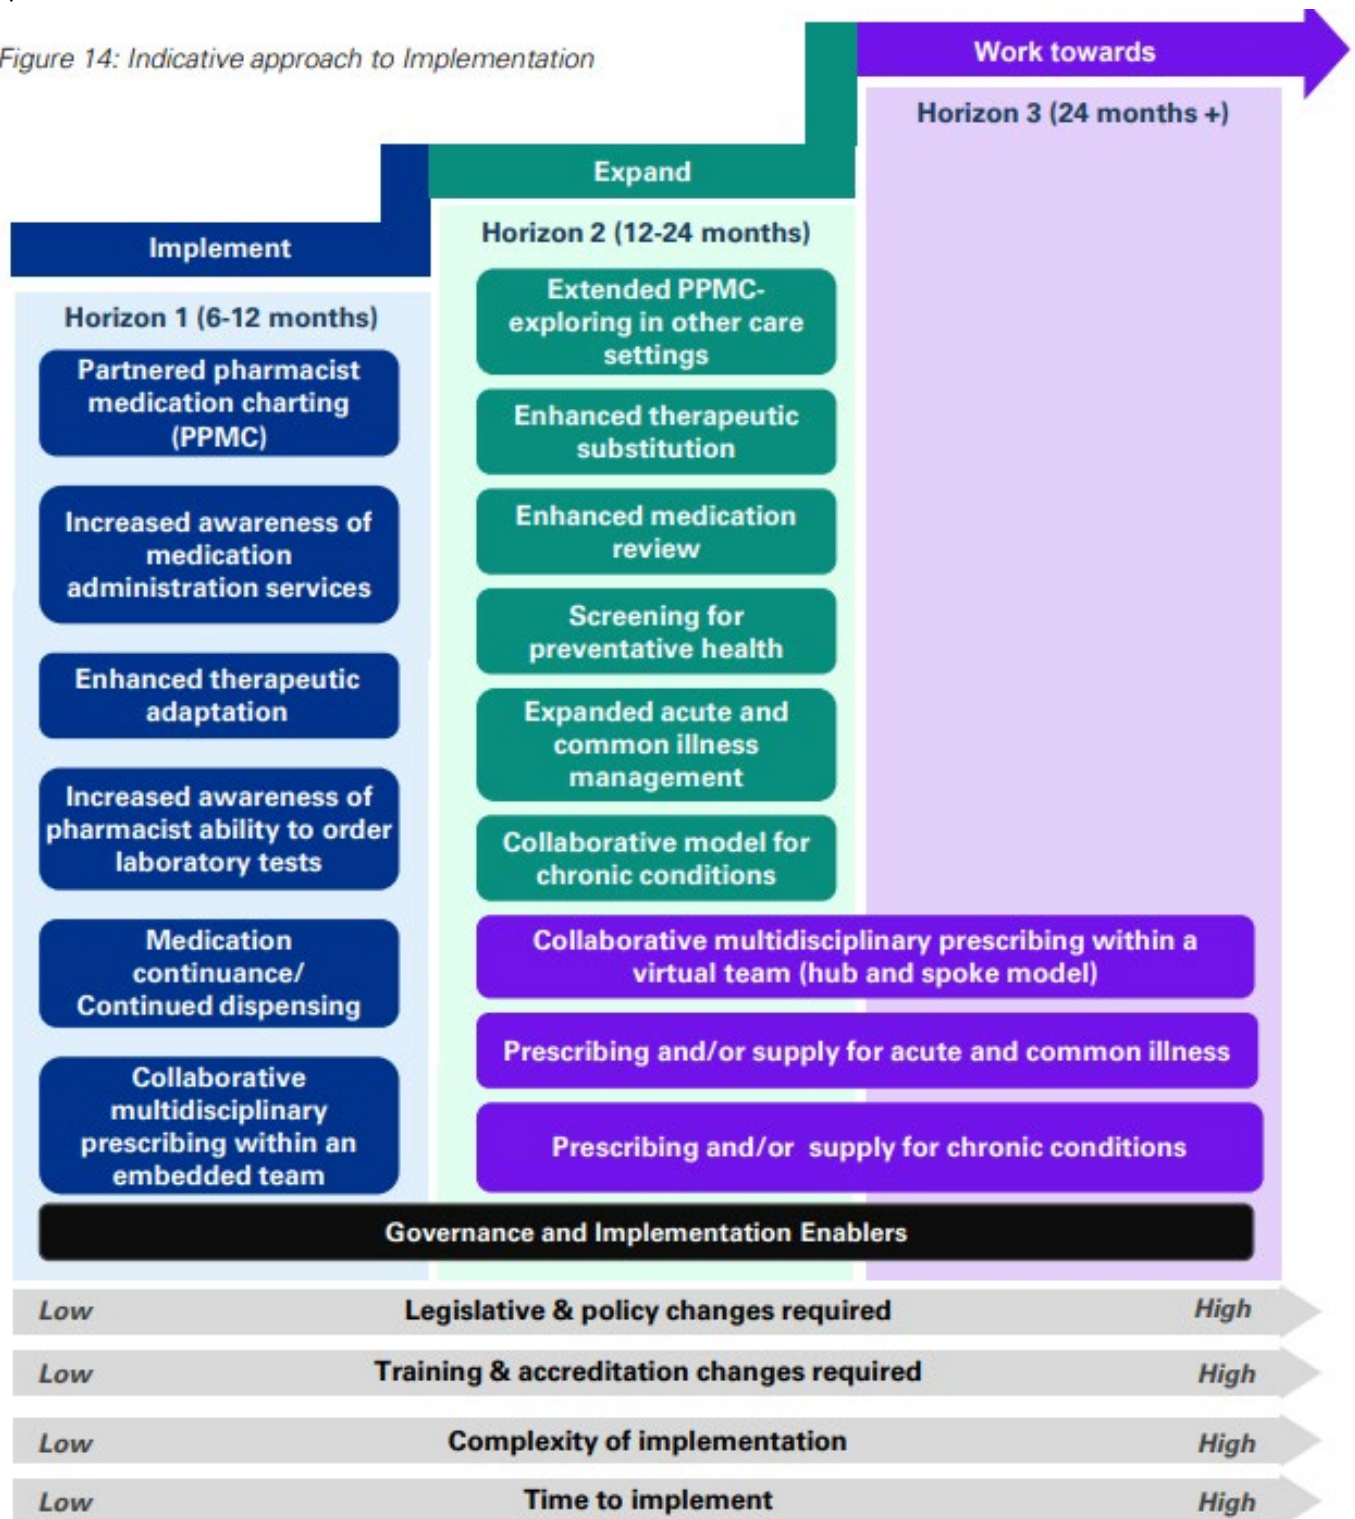 Figure 14: Indicative approach to Implementation
Work towards
Horizon 3 (24 months +)
Expand
Horizon 2 (12-24 months)
Implement
Horizon 1 (6-12 months)
Partnered pharmacist
medication charting
(PPMC)
Increased awareness of
medication
administration services
Enhanced therapeutic
adaptation
Increased awareness of
pharmacist ability to order
laboratory tests
Medication
continuance/
Continued dispensing
Collaborative
multidisciplinary
prescribing within an
embedded team
Extended PPMC-
exploring in other care
settings
Enhanced therapeutic
substitution
Enhanced medication
review
Screening for
preventative health
Expanded acute and
common illness
management
Collaborative model for
chronic conditions
Collaborative multidisciplinary prescribing within a
virtual team (hub and spoke model)
Prescribing and/or supply for acute and common illness
Prescribing and/or supply for chronic conditions
Governance and Implementation Enablers
Low Legislative & policy changes required High
Low Training & accreditation changes required High
Low Complexity of implementation High
Low Time to implement High